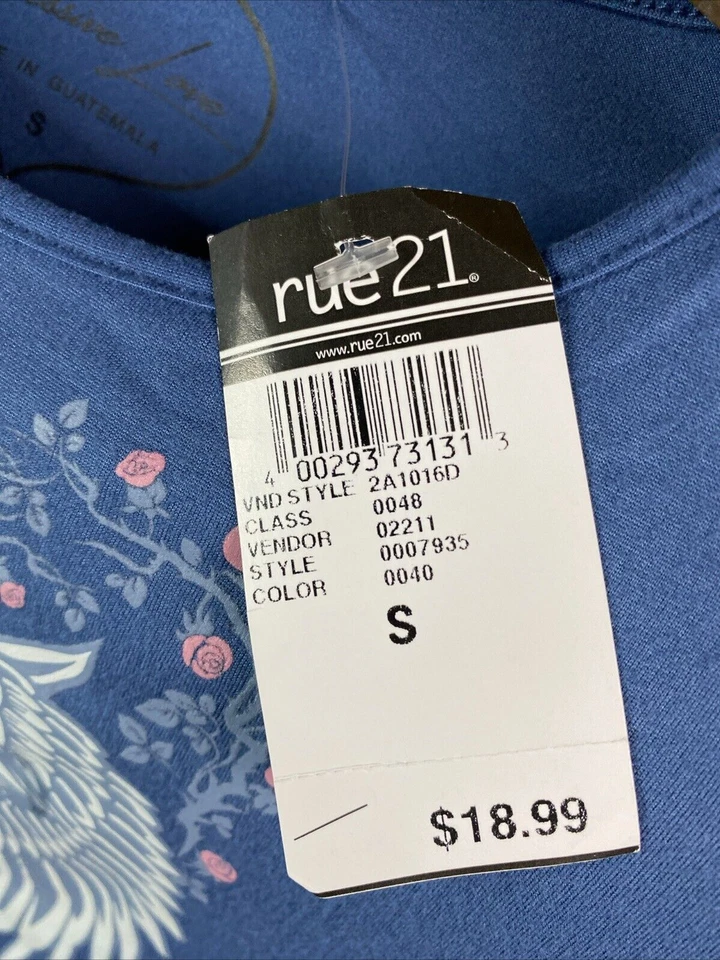 Love
IN GUATEMALA
S
rue21®
www.rue21.com
4 00293 73131 3
VND STYLE 2A1016D
CLASS 0048
VENDOR 02211
STYLE 0007935
COLOR 0040
S
$18.99